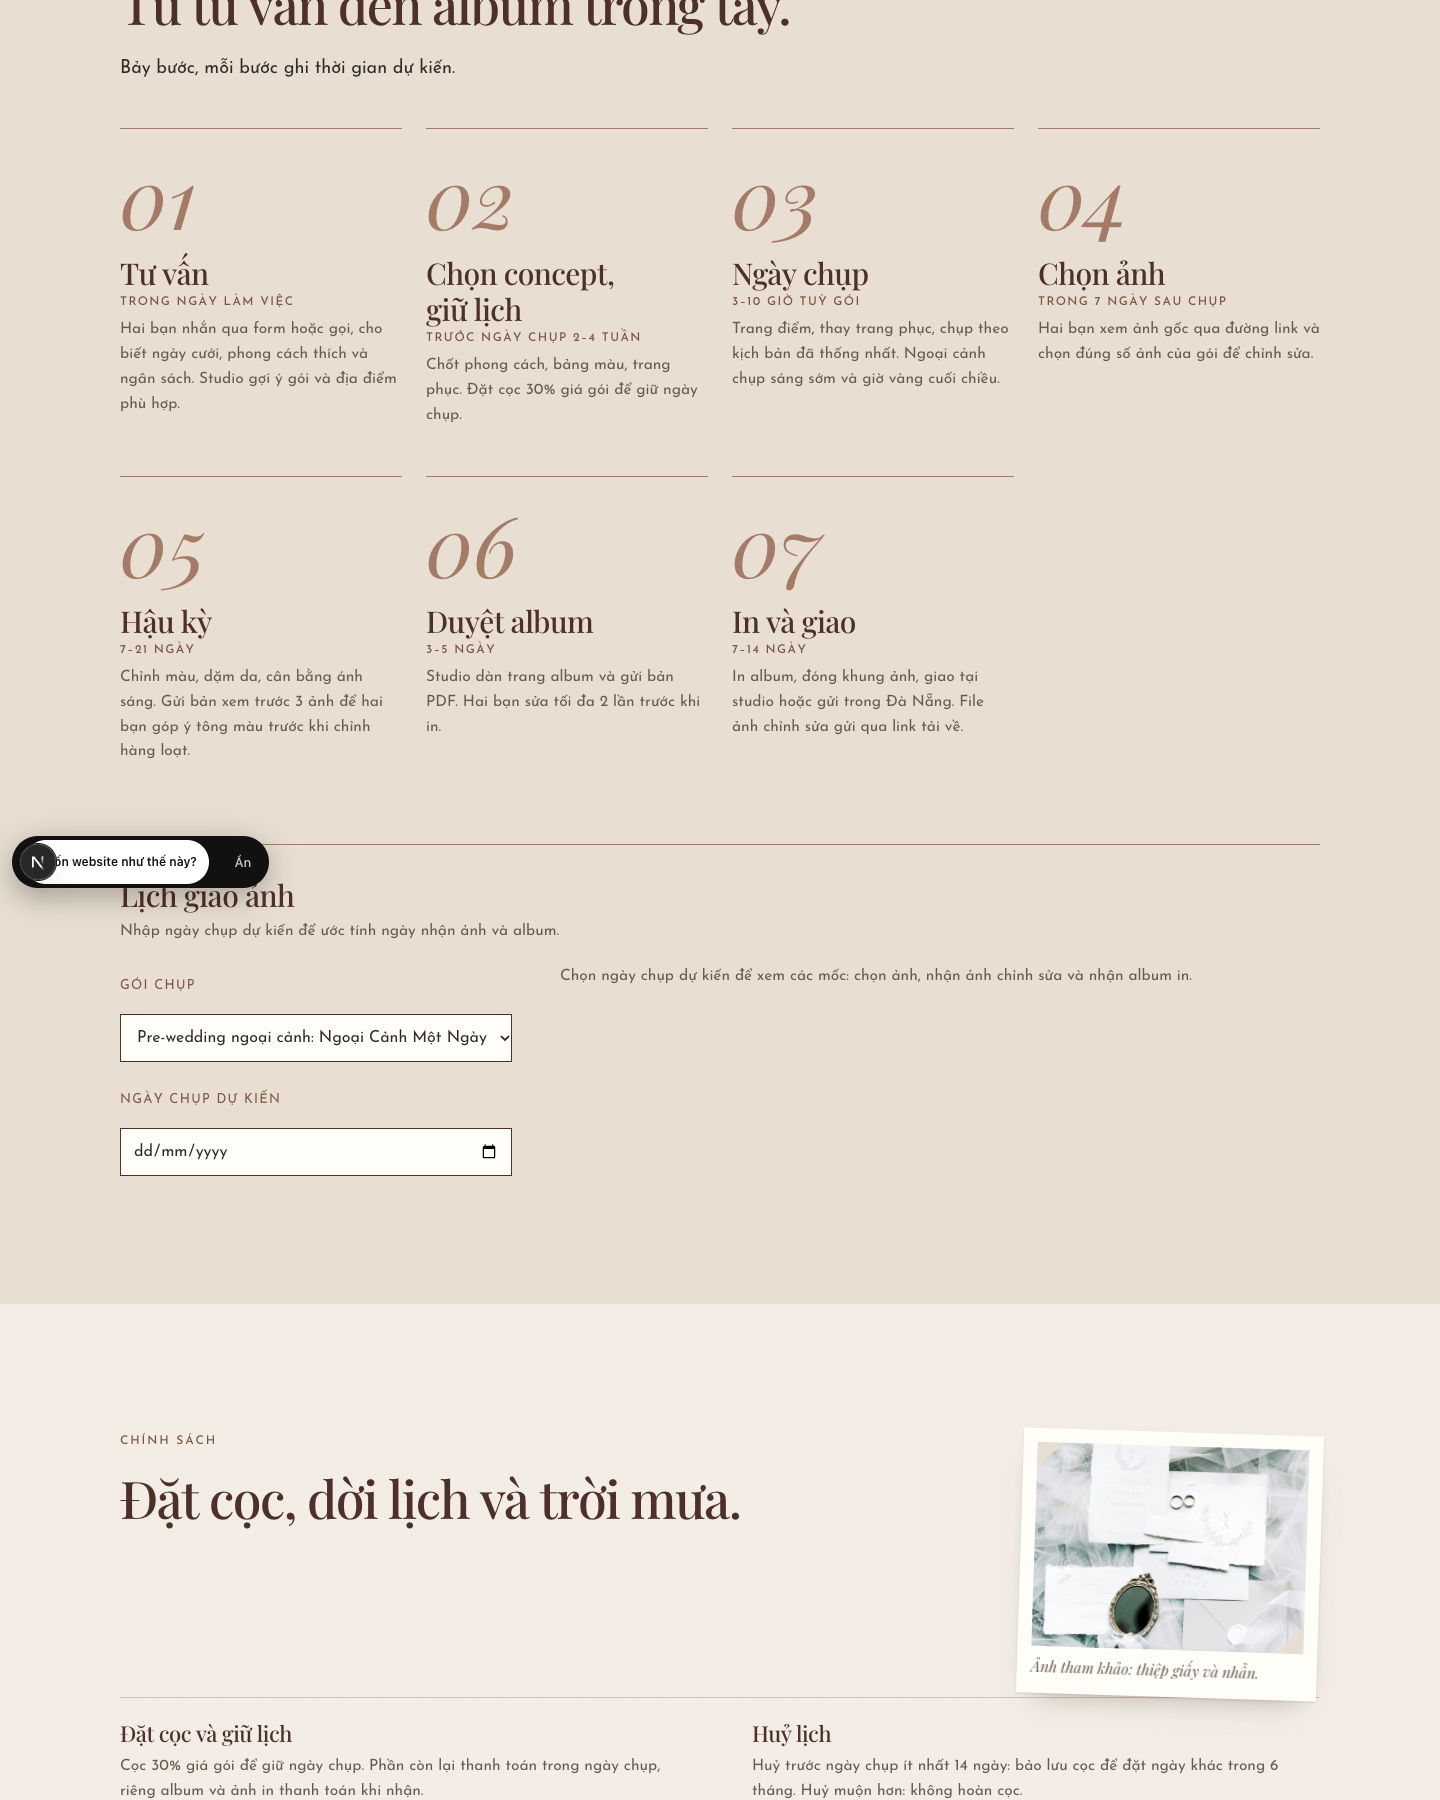 Từ tư vấn đến album trong tay.
Bảy bước, mỗi bước ghi thời gian dự kiến.
01
Tư vấn
TRONG NGÀY LÀM VIỆC
Hai bạn nhắn qua form hoặc gọi, cho
biết ngày cưới, phong cách thích và
ngân sách. Studio gợi ý gói và địa điểm
phù hợp.
02
Chọn concept,
giữ lịch
TRƯỚC NGÀY CHỤP 2–4 TUẦN
Chốt phong cách, bảng màu, trang
phục. Đặt cọc 30% giá gói để giữ ngày
chụp.
03
Ngày chụp
3–10 GIỜ TUỲ GÓI
Trang điểm, thay trang phục, chụp theo
kịch bản đã thống nhất. Ngoại cảnh
chụp sáng sớm và giờ vàng cuối chiều.
04
Chọn ảnh
TRONG 7 NGÀY SAU CHỤP
Hai bạn xem ảnh gốc qua đường link và
chọn đúng số ảnh của gói để chỉnh sửa.
05
Hậu kỳ
7–21 NGÀY
Chỉnh màu, dặm da, cân bằng ánh
sáng. Gửi bản xem trước 3 ảnh để hai
bạn góp ý tông màu trước khi chỉnh
hàng loạt.
06
Duyệt album
3–5 NGÀY
Studio dàn trang album và gửi bản
PDF. Hai bạn sửa tối đa 2 lần trước khi
in.
07
In và giao
7–14 NGÀY
In album, đóng khung ảnh, giao tại
studio hoặc gửi trong Đà Nẵng. File
ảnh chỉnh sửa gửi qua link tải về.
N
website như thế này?
Ẩn
Lịch giao ảnh
Nhập ngày chụp dự kiến để ước tính ngày nhận ảnh và album.
GÓI CHỤP
Pre-wedding ngoại cảnh: Ngoại Cảnh Một Ngày
NGÀY CHỤP DỰ KIẾN
dd/mm/yyyy
Chọn ngày chụp dự kiến để xem các mốc: chọn ảnh, nhận ảnh chỉnh sửa và nhận album in.
CHÍNH SÁCH
Đặt cọc, dời lịch và trời mưa.
Ảnh tham khảo: thiệp giấy và nhẫn.
Đặt cọc và giữ lịch
Cọc 30% giá gói để giữ ngày chụp. Phần còn lại thanh toán trong ngày chụp,
riêng album và ảnh in thanh toán khi nhận.
Huỷ lịch
Huỷ trước ngày chụp ít nhất 14 ngày: bảo lưu cọc để đặt ngày khác trong 6
tháng. Huỷ muộn hơn: không hoàn cọc.